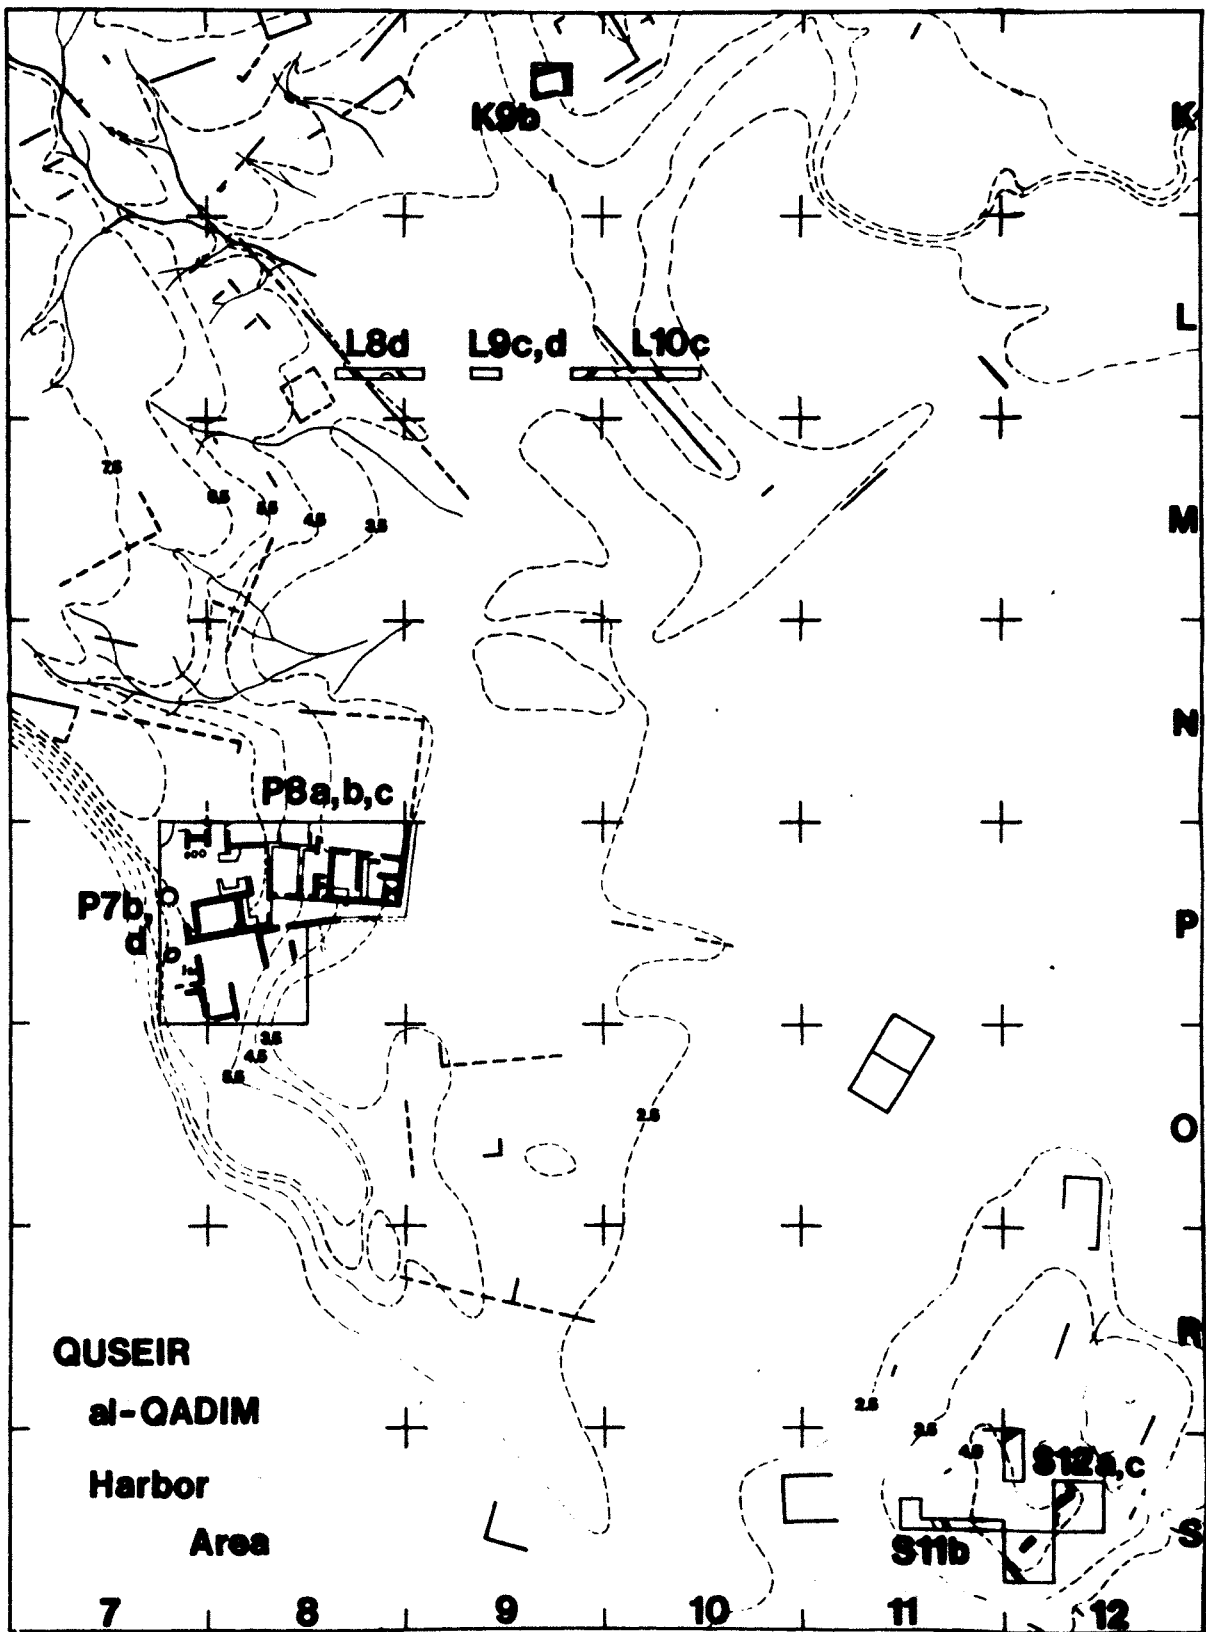 K9b
K
L8d
L9c,d
L10c
L
7.5
6.5
5.5
4.5
3.5
M
N
P8a,b,c
P7b,
d
P
3.5
4.5
5.5
2.5
O
R
QUSEIR
al-QADIM
Harbor
Area
2.5
3.5
4.5
S12a,c
S11b
S
7
8
9
10
11
12